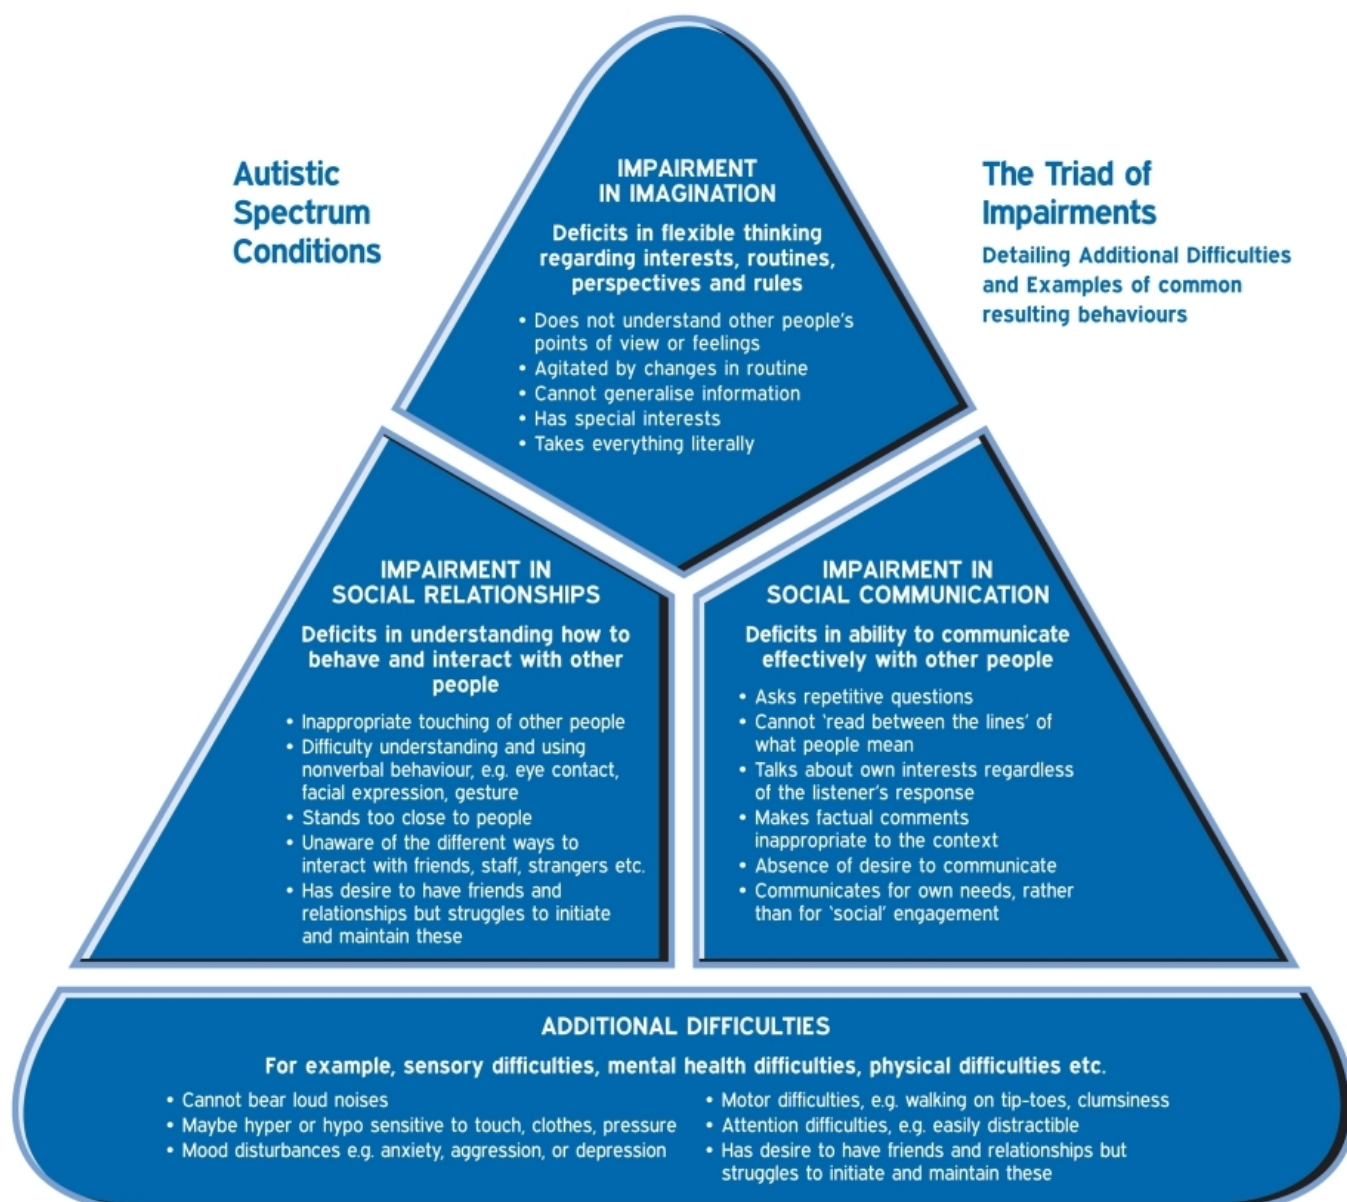 Autistic
Spectrum
Conditions
The Triad of
Impairments
Detailing Additional Difficulties
and Examples of common
resulting behaviours
IMPAIRMENT
IN IMAGINATION
Deficits in flexible thinking
regarding interests, routines,
perspectives and rules
• Does not understand other people's
points of view or feelings
• Agitated by changes in routine
• Cannot generalise information
• Has special interests
• Takes everything literally
IMPAIRMENT IN
SOCIAL RELATIONSHIPS
Deficits in understanding how to
behave and interact with other
people
• Inappropriate touching of other people
• Difficulty understanding and using
nonverbal behaviour, e.g. eye contact,
facial expression, gesture
• Stands too close to people
• Unaware of the different ways to
interact with friends, staff, strangers etc.
• Has desire to have friends and
relationships but struggles to initiate
and maintain these
IMPAIRMENT IN
SOCIAL COMMUNICATION
Deficits in ability to communicate
effectively with other people
• Asks repetitive questions
• Cannot 'read between the lines' of
what people mean
• Talks about own interests regardless
of the listener's response
• Makes factual comments
inappropriate to the context
• Absence of desire to communicate
• Communicates for own needs, rather
than for 'social' engagement
ADDITIONAL DIFFICULTIES
For example, sensory difficulties, mental health difficulties, physical difficulties etc.
• Cannot bear loud noises
• Maybe hyper or hypo sensitive to touch, clothes, pressure
• Mood disturbances e.g. anxiety, aggression, or depression
• Motor difficulties, e.g. walking on tip-toes, clumsiness
• Attention difficulties, e.g. easily distractible
• Has desire to have friends and relationships but
struggles to initiate and maintain these